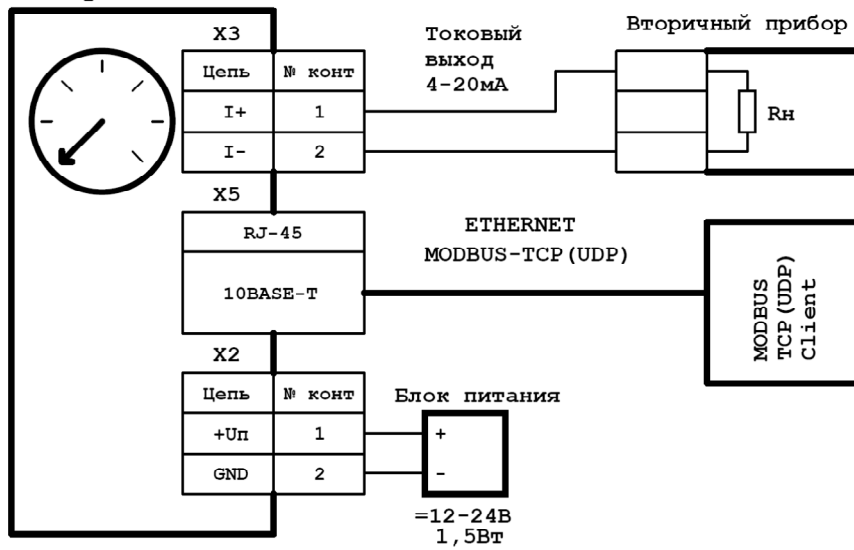 X3
Цепь
№ конт
I+
1
I-
2
Токовый
выход
4-20мА
Вторичный прибор
Rн
X5
RJ-45
10BASE-T
ETHERNET
MODBUS-TCP(UDP)
MODBUS
TCP(UDP)
Client
X2
Цепь
№ конт
+Uп
1
GND
2
Блок питания
+
-
=12-24В
1,5Вт